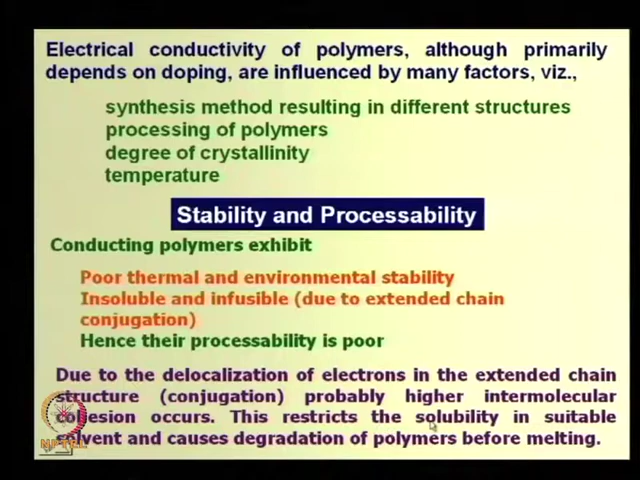 Electrical conductivity of polymers, although primarily
depends on doping, are influenced by many factors, viz.,
synthesis method resulting in different structures
processing of polymers
degree of crystallinity
temperature
Stability and Processability
Conducting polymers exhibit
Poor thermal and environmental stability
Insoluble and infusible (due to extended chain
conjugation)
Hence their processability is poor
Due to the delocalization of electrons in the extended chain
structure (conjugation) probably higher intermolecular
cohesion occurs. This restricts the solubility in suitable
solvent and causes degradation of polymers before melting.
NPTEL